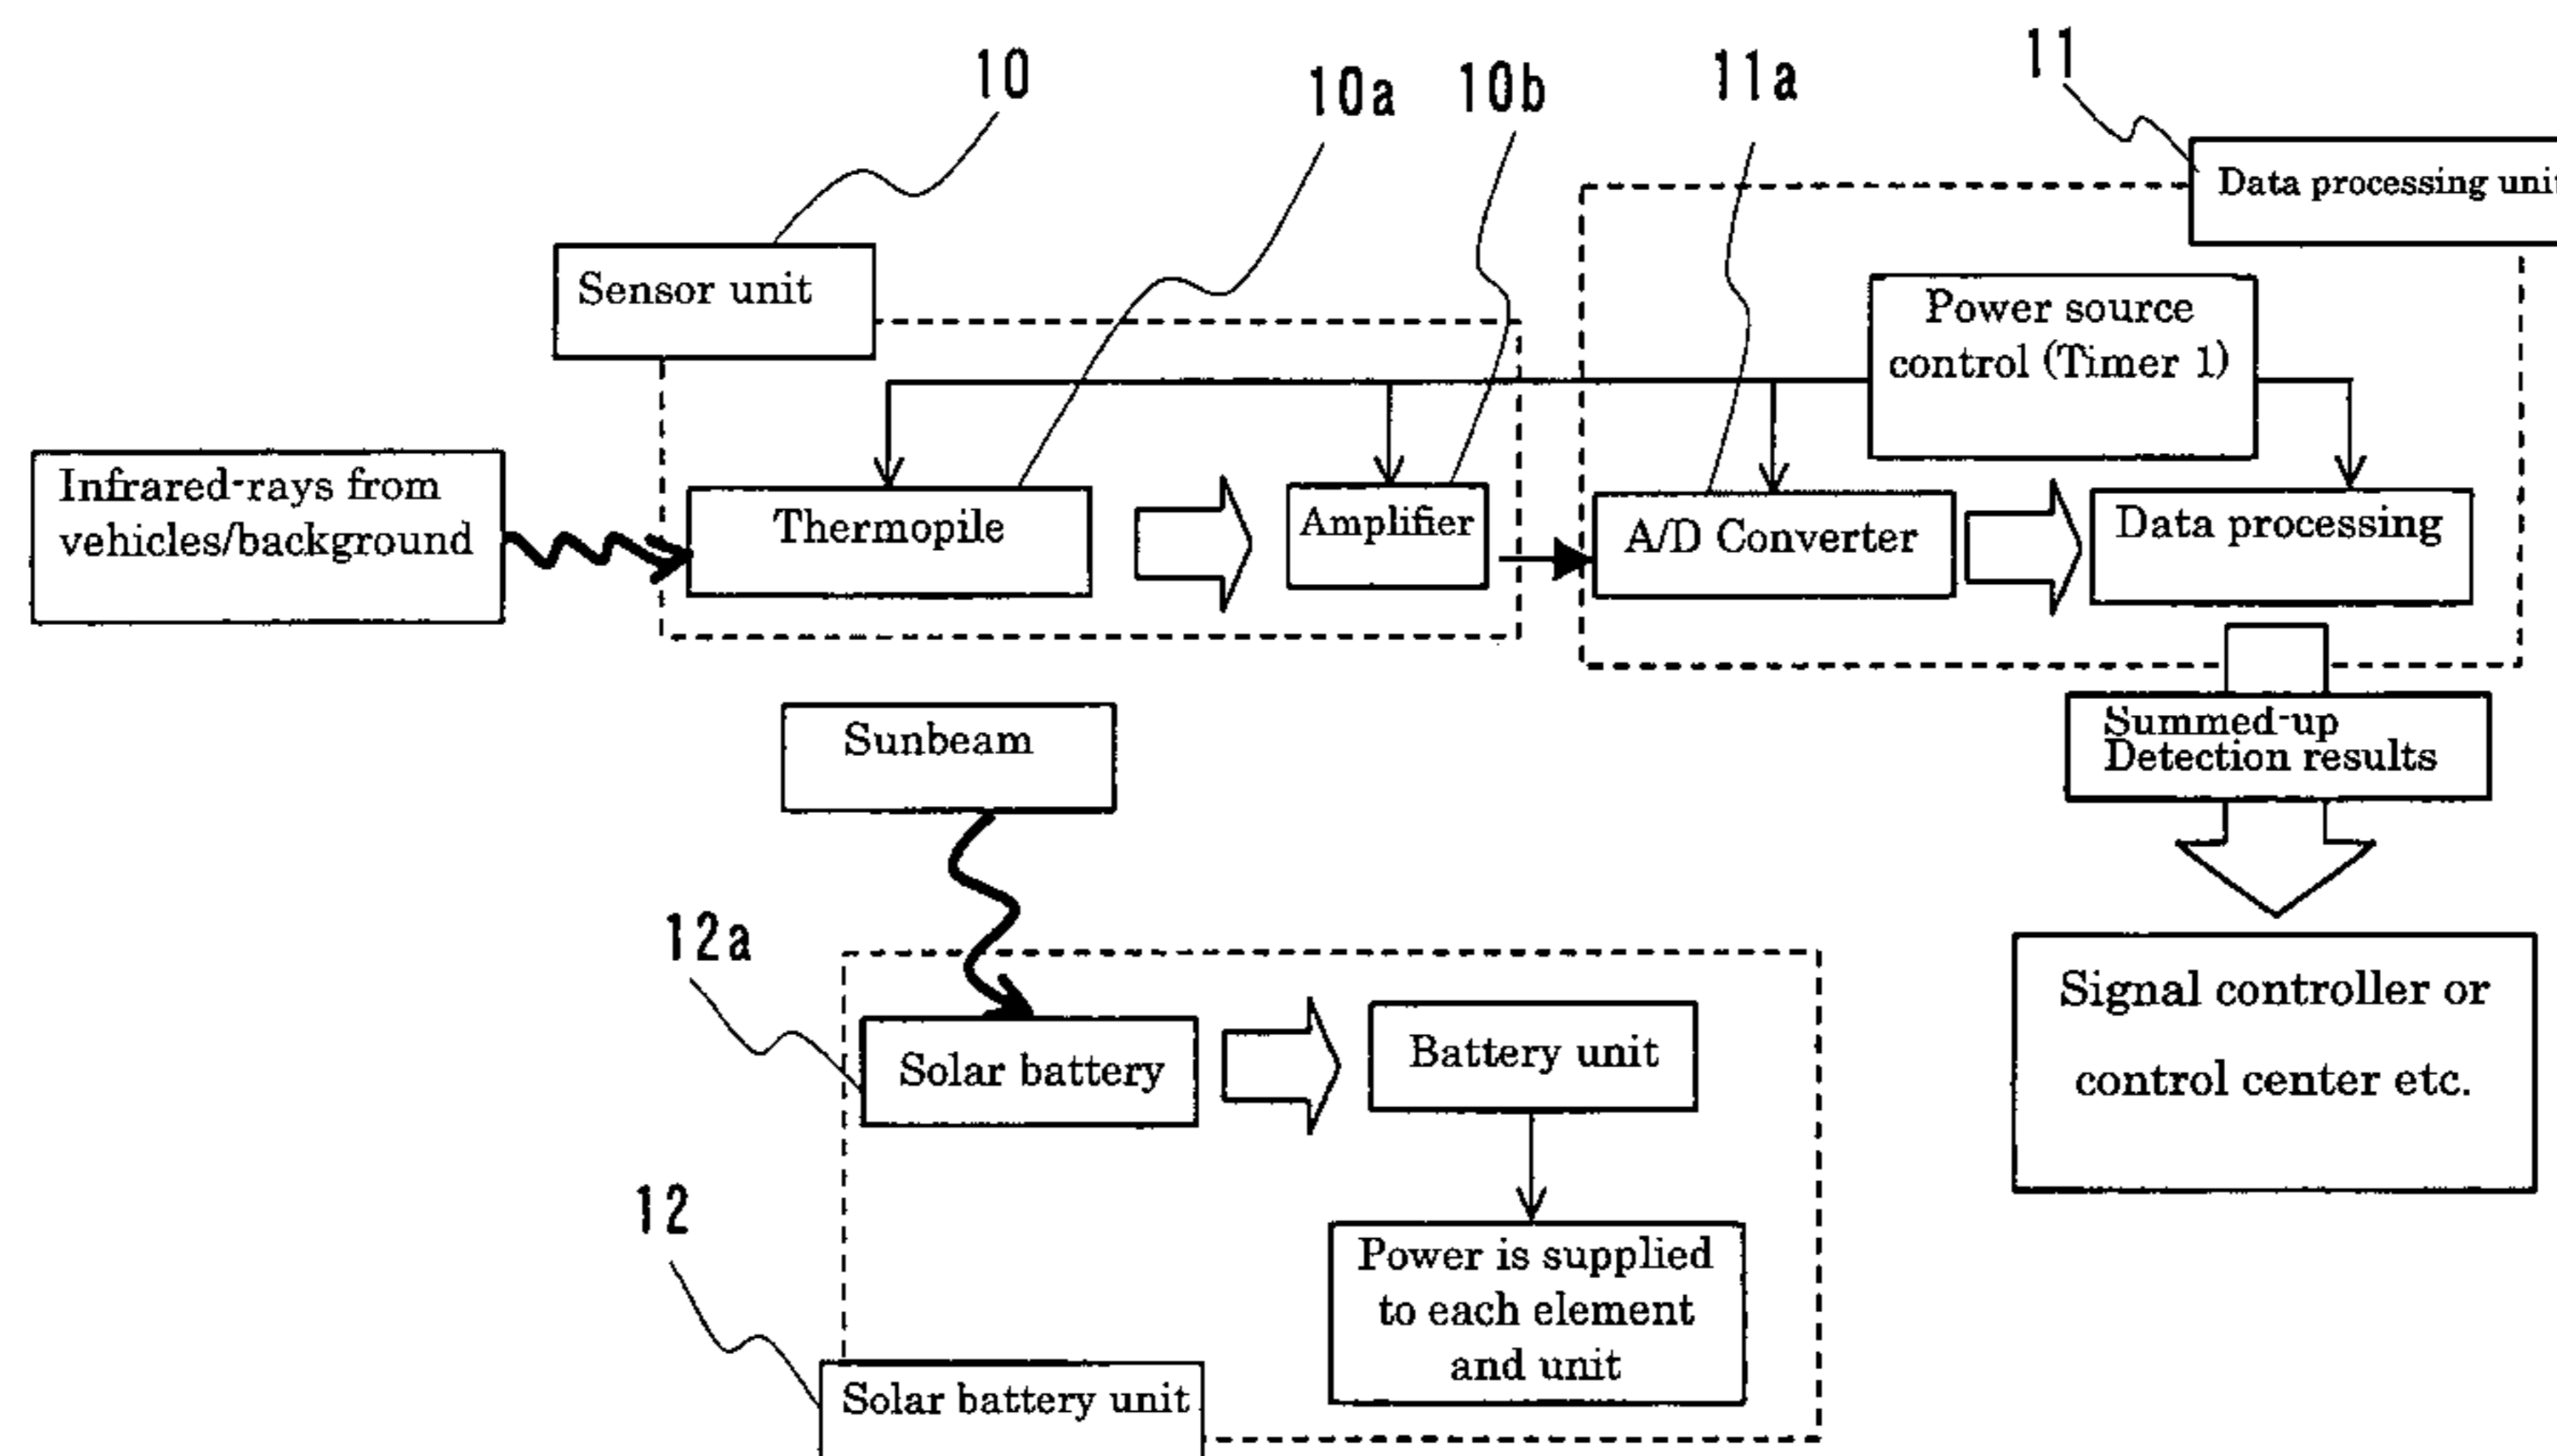 10
10a
10b
11a
11
Data processing unit
Sensor unit
Power source
control (Timer 1)
Infrared-rays from
vehicles/background
Thermopile
Amplifier
A/D Converter
Data processing
Sunbeam
Summed-up
Detection results
12a
Solar battery
Battery unit
Signal controller or
control center etc.
12
Power is supplied
to each element
and unit
Solar battery unit